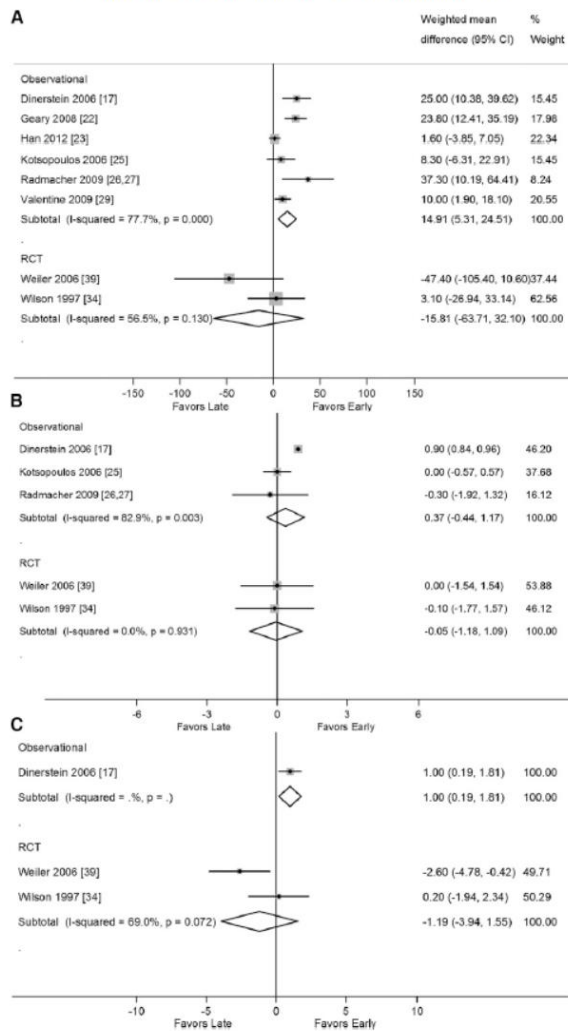 A
Weighted mean %
difference (95% CI) Weight
Observational
Dinerstein 2006 [17] 25.00 (10.38, 39.62) 15.45
Geary 2008 [22] 23.80 (12.41, 35.19) 17.98
Han 2012 [23] 1.60 (-3.85, 7.05) 22.34
Kotsopoulos 2006 [25] 8.30 (-6.31, 22.91) 15.45
Radmacher 2009 [26,27] 37.30 (10.19, 64.41) 8.24
Valentine 2009 [29] 10.00 (1.90, 18.10) 20.55
Subtotal (I-squared = 77.7%, p = 0.000) 14.91 (5.31, 24.51) 100.00
.
RCT
Weiler 2006 [39] -47.40 (-105.40, 10.60) 37.44
Wilson 1997 [34] 3.10 (-26.94, 33.14) 62.56
Subtotal (I-squared = 56.5%, p = 0.130) -15.81 (-63.71, 32.10) 100.00
.
-150 -100 -50 0 50 100 150
Favors Late Favors Early
B
Observational
Dinerstein 2006 [17] 0.90 (0.84, 0.96) 46.20
Kotsopoulos 2006 [25] 0.00 (-0.57, 0.57) 37.68
Radmacher 2009 [26,27] -0.30 (-1.92, 1.32) 16.12
Subtotal (I-squared = 82.9%, p = 0.003) 0.37 (-0.44, 1.17) 100.00
.
RCT
Weiler 2006 [39] 0.00 (-1.54, 1.54) 53.88
Wilson 1997 [34] -0.10 (-1.77, 1.57) 46.12
Subtotal (I-squared = 0.0%, p = 0.931) -0.05 (-1.18, 1.09) 100.00
.
-6 -3 0 3 6
Favors Late Favors Early
C
Observational
Dinerstein 2006 [17] 1.00 (0.19, 1.81) 100.00
Subtotal (I-squared = .%, p = .) 1.00 (0.19, 1.81) 100.00
.
RCT
Weiler 2006 [39] -2.60 (-4.78, -0.42) 49.71
Wilson 1997 [34] 0.20 (-1.94, 2.34) 50.29
Subtotal (I-squared = 69.0%, p = 0.072) -1.19 (-3.94, 1.55) 100.00
.
-10 -5 0 5 10
Favors Late Favors Early